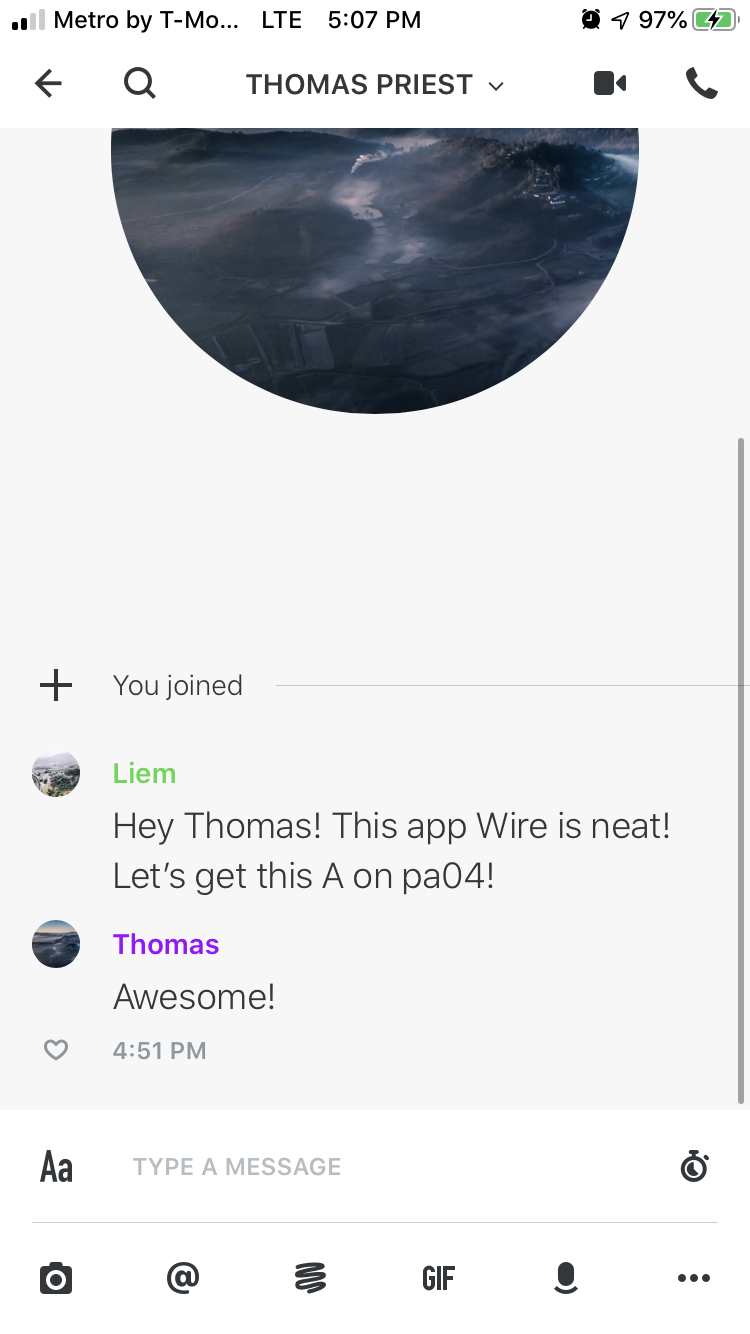 Metro by T-Mo... LTE 5:07 PM 97%
THOMAS PRIEST
You joined
Liem
Hey Thomas! This app Wire is neat!
Let’s get this A on pa04!
Thomas
Awesome!
4:51 PM
Aa TYPE A MESSAGE
@ GIF